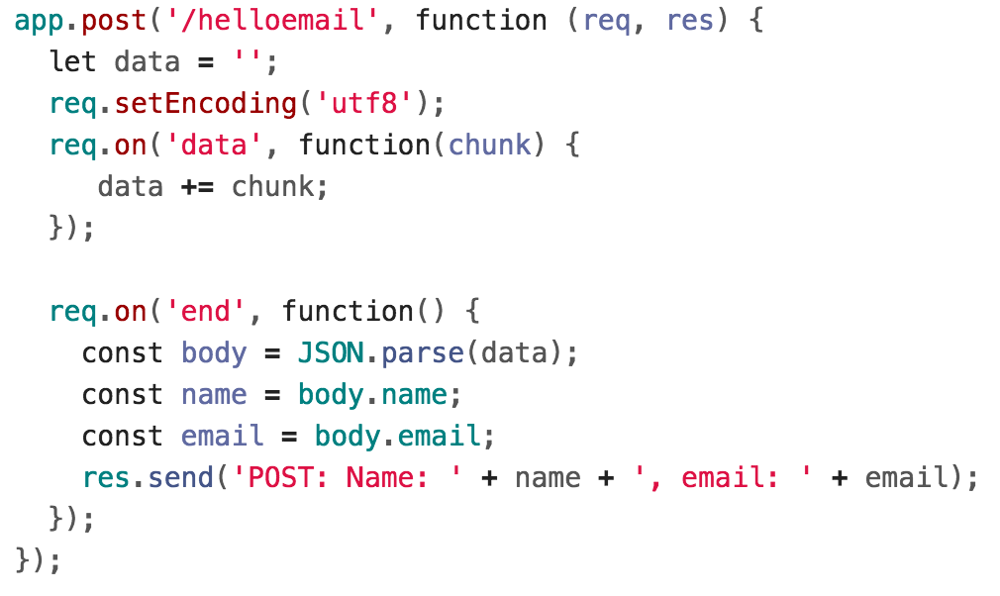 app.post('/helloemail', function (req, res) {
  let data = '';
  req.setEncoding('utf8');
  req.on('data', function(chunk) {
     data += chunk;
  });

  req.on('end', function() {
    const body = JSON.parse(data);
    const name = body.name;
    const email = body.email;
    res.send('POST: Name: ' + name + ', email: ' + email);
  });
});